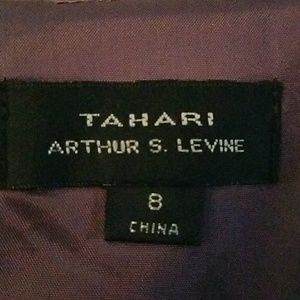 TAHARI
ARTHUR S. LEVINE
8
CHINA